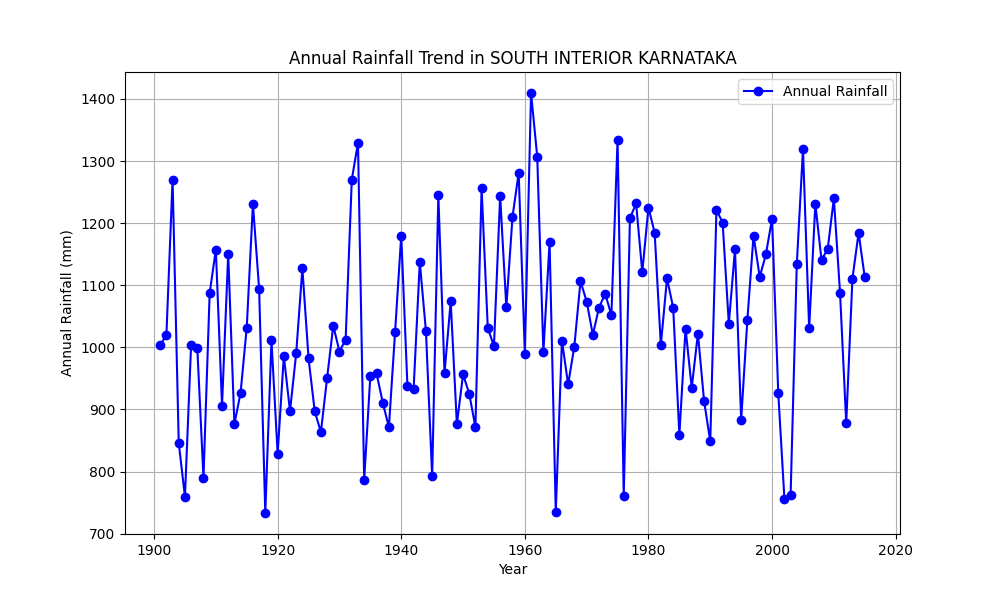 Annual Rainfall Trend in SOUTH INTERIOR KARNATAKA
Annual Rainfall
1400
1300
1200
1100
1000
900
800
700
Annual Rainfall (mm)
1900 1920 1940 1960 1980 2000 2020
Year